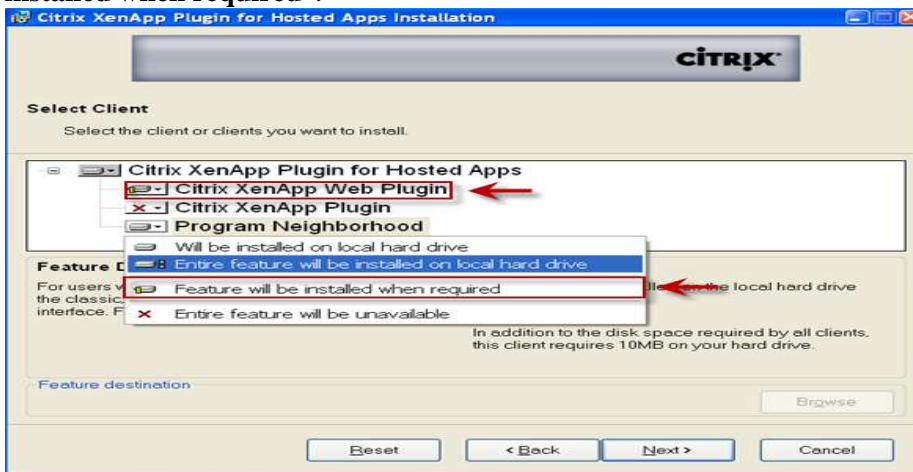 Citrix XenApp Plugin for Hosted Apps Installation
CİTRIX
Select Client
Select the client or clients you want to install.
Citrix XenApp Plugin for Hosted Apps
Citrix XenApp Web Plugin
Citrix XenApp Plugin
Program Neighborhood
Will be installed on local hard drive
Entire feature will be installed on local hard drive
Feature will be installed when required
Entire feature will be unavailable
Feature
For users
the local hard drive
the classic
interface. F
In addition to the disk space required by all clients,
this client requires 10MB on your hard drive.
Feature destination
Browse
Reset
< Back
Next >
Cancel